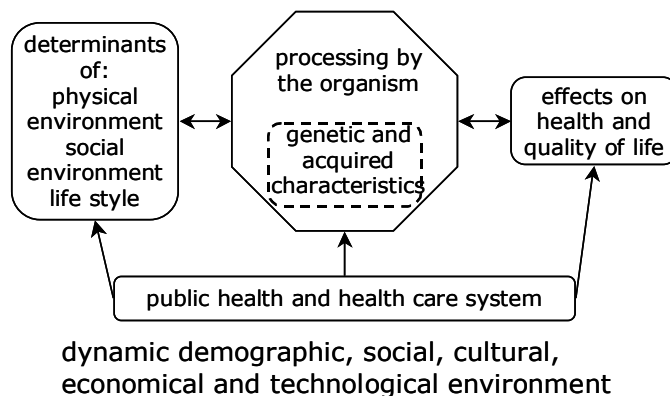 determinants
of:
physical
environment
social
environment
life style
processing by
the organism
genetic and
acquired
characteristics
effects on
health and
quality of life
public health and health care system
dynamic demographic, social, cultural,
economical and technological environment